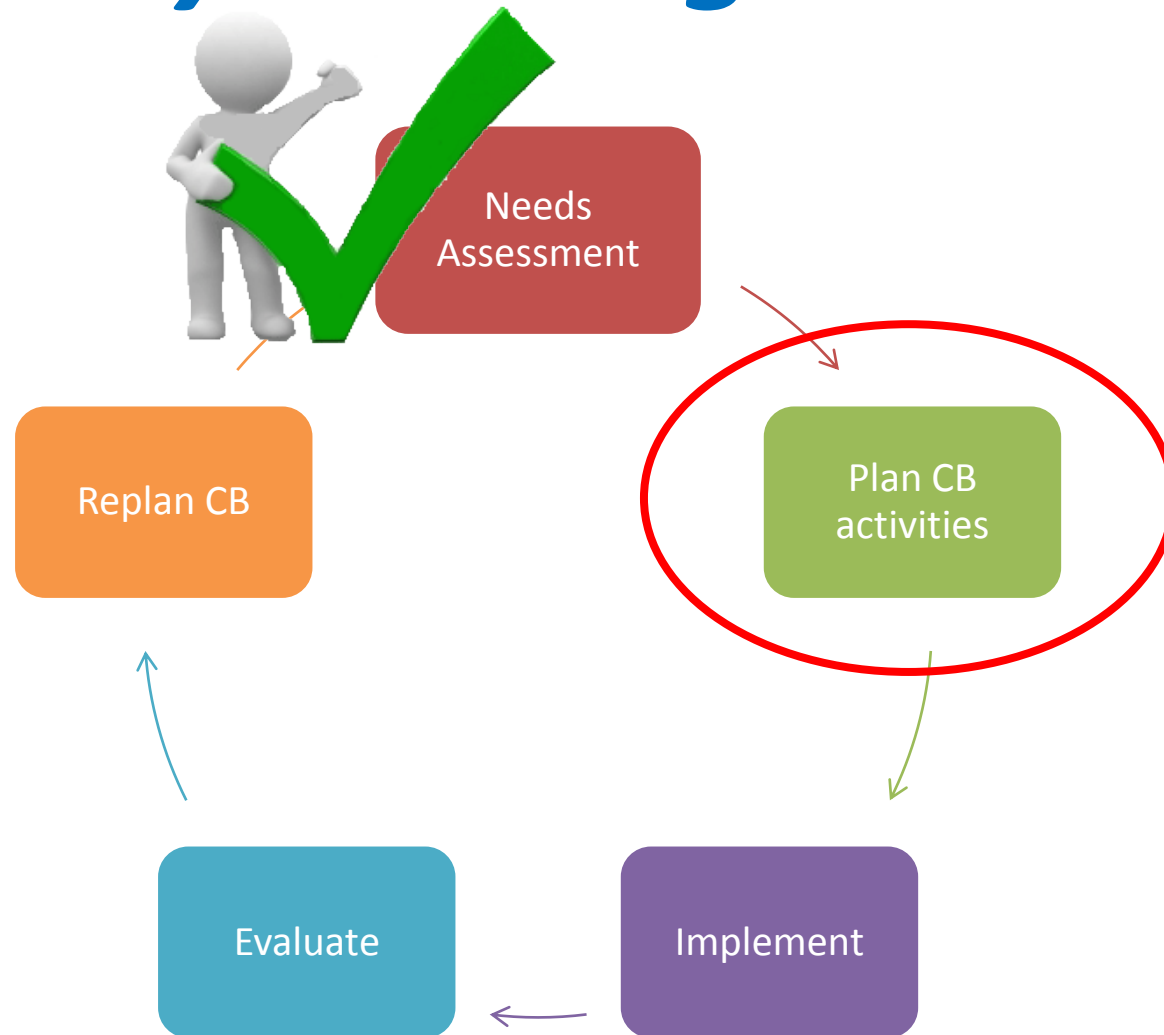 Needs
Assessment
Plan CB
activities
Implement
Evaluate
Replan CB